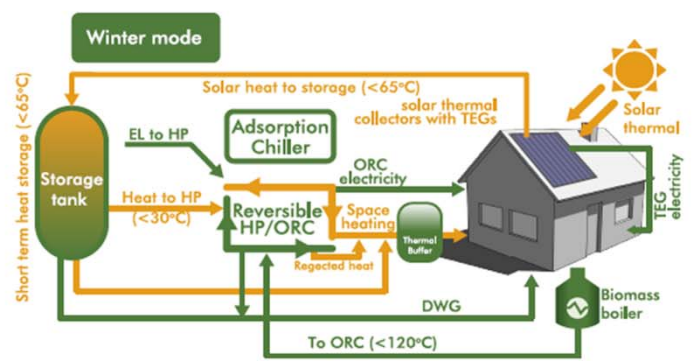 Winter mode
Solar heat to storage (<65°C)
solar thermal
collectors with TEGs
Solar
thermal
Short term heat storage (<65°C)
EL to HP
Adsorption
Chiller
ORC
electricity
TEG
electricity
Storage
tank
Heat to HP
(<30°C)
Reversible
HP/ORC
Space
heating
Thermal
Buffer
Regected heat
DWG
Biomass
boiler
To ORC (<120°C)